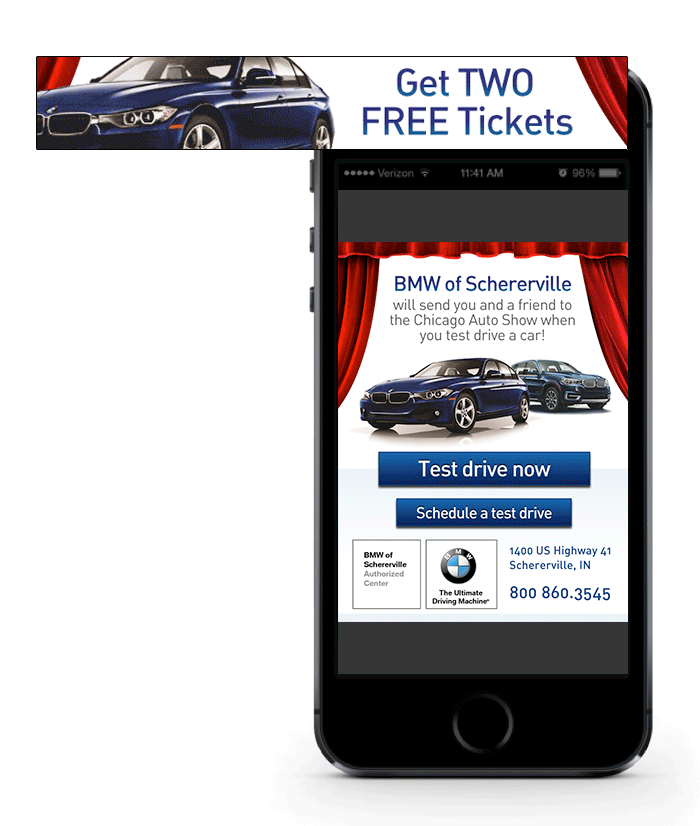 Get TWO
FREE Tickets
Verizon 11:41 AM 96%
BMW of Schererville
will send you and a friend to
the Chicago Auto Show when
you test drive a car!
Test drive now
Schedule a test drive
BMW of
Schererville
Authorized
Center
BMW
The Ultimate
Driving Machine®
1400 US Highway 41
Schererville, IN
800 860.3545